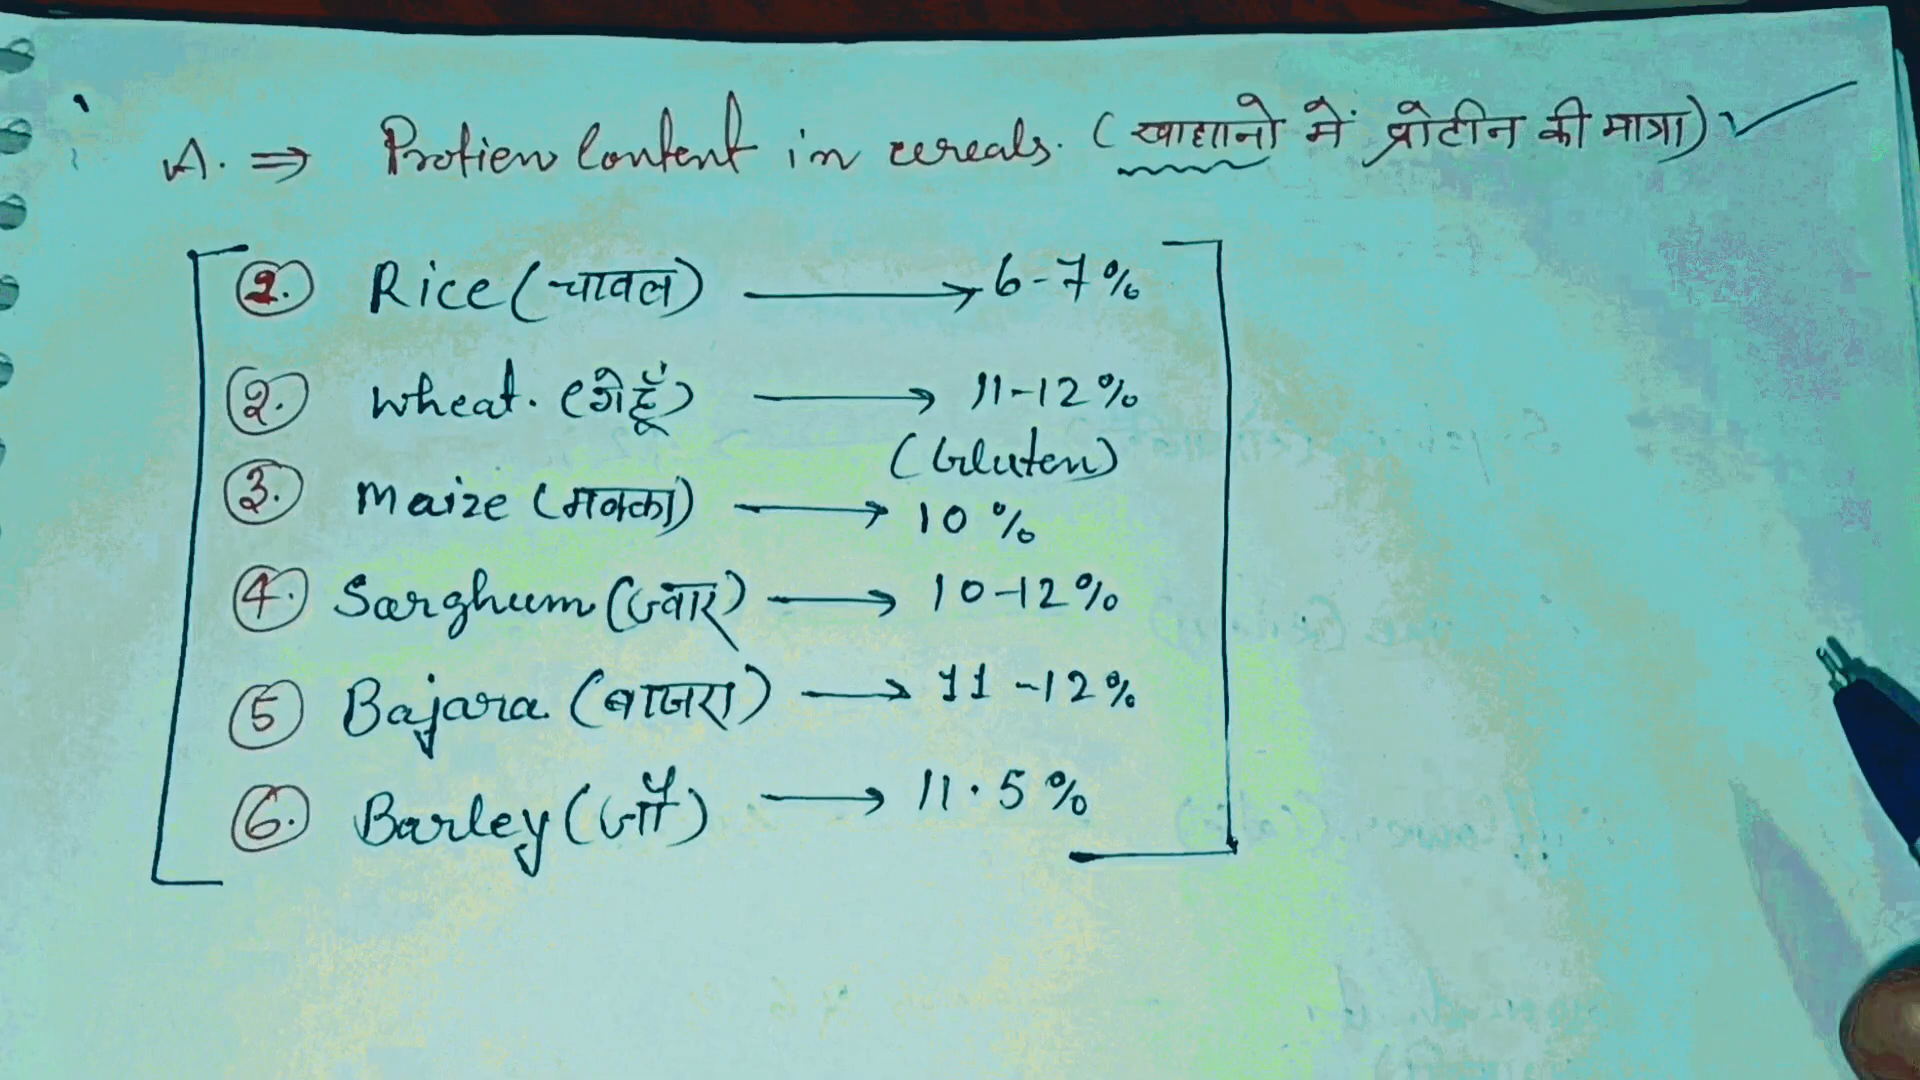 A. ⇒ Protien Content in cereals. (खाद्यानो में प्रोटीन की मात्रा) ✓
1. Rice (चावल) → 6-7%
2. Wheat. (गेहूँ) → 11-12%
(Gluten)
3. Maize (मक्का) → 10%
4. Sarghum (ज्वार) → 10-12%
5 Bajara (बाजरा) → 11-12%
6. Barley (जौ) → 11.5%